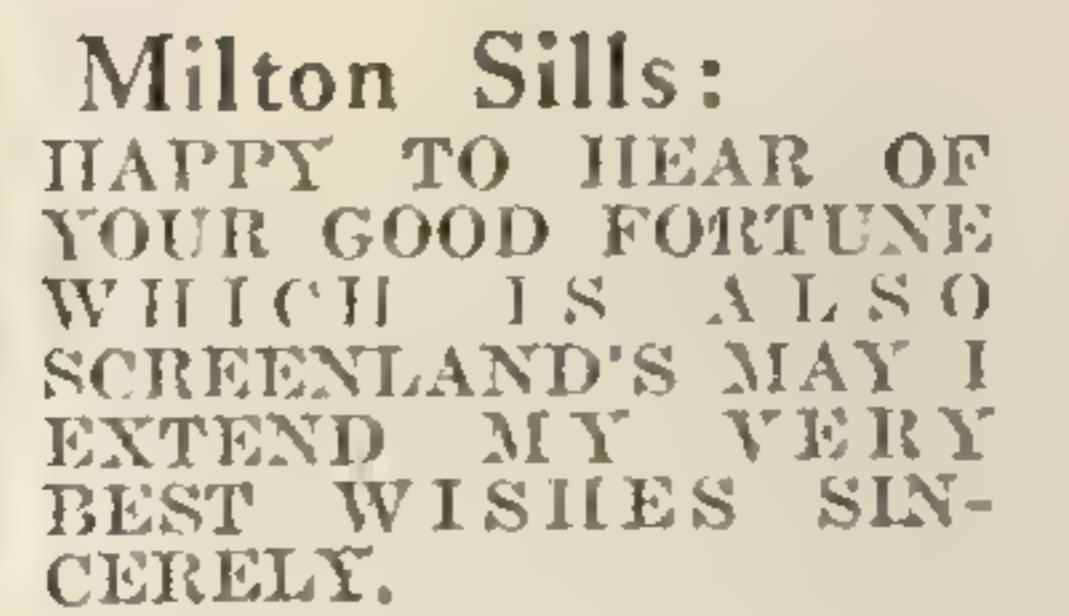 Milton Sills:
HAPPY TO HEAR OF
YOUR GOOD FORTUNE
WHICH IS ALSO
SCREENLAND'S MAY I
EXTEND MY VERY
BEST WISHES SIN-
CERELY.